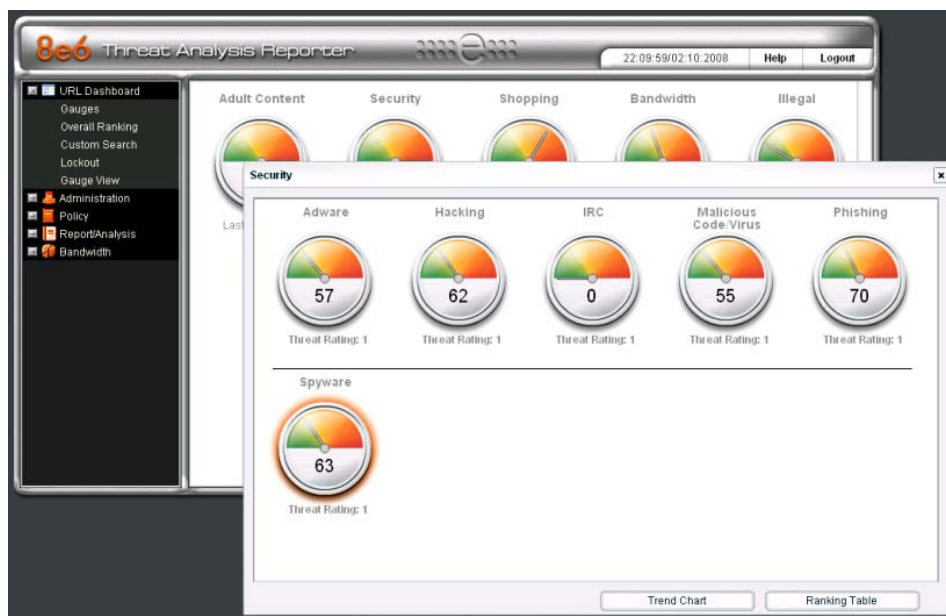 8e6 Threat Analysis Reporter
22:09:59/02:10:2008 Help Logout
URL Dashboard
Gauges
Overall Ranking
Custom Search
Lockout
Gauge View
Administration
Policy
Report/Analysis
Bandwidth
Adult Content Security Shopping Bandwidth Illegal
Last
Security
Adware Hacking IRC Malicious Phishing
Code/Virus
57 62 0 55 70
Threat Rating: 1 Threat Rating: 1 Threat Rating: 1 Threat Rating: 1 Threat Rating: 1
Spyware
63
Threat Rating: 1
Trend Chart Ranking Table